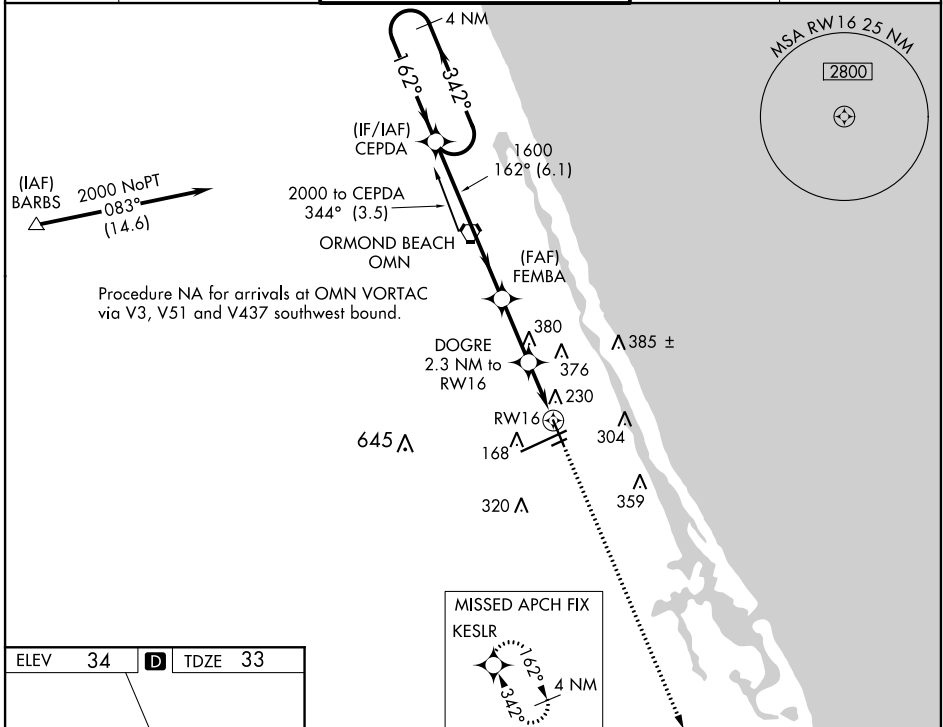 4 NM
162°
342°
MSA RW16 25 NM
2800
(IF/IAF)
CEPDA
1600
162° (6.1)
(IAF)
BARBS
2000 NoPT
083°
(14.6)
2000 to CEPDA
344° (3.5)
ORMOND BEACH
OMN
(FAF)
FEMBA
Procedure NA for arrivals at OMN VORTAC
via V3, V51 and V437 southwest bound.
380
385 ±
DOGRE
2.3 NM to
RW16
376
230
RW16
304
645
168
359
320
MISSED APCH FIX
KESLR
162°
4 NM
342°
ELEV 34 D TDZE 33